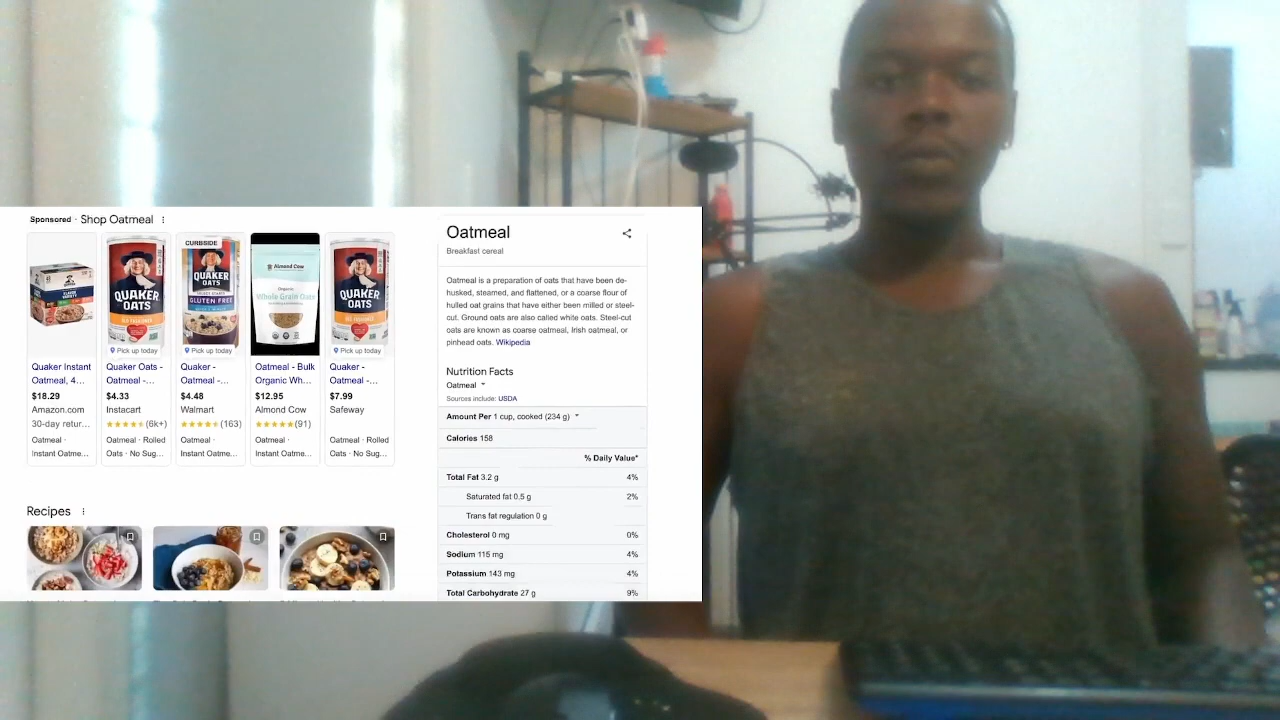 Sponsored · Shop Oatmeal
CURBSIDE
QUAKER OATS
QUAKER OATS
GLUTEN FREE
Almond Cow
Organic
Whole Grain Oats
QUAKER OATS
Pick up today
Pick up today
Pick up today
Quaker Instant Oatmeal, 4...
$18.29
Amazon.com
30-day retur...
Oatmeal ·
Instant Oatme...
Quaker Oats - Oatmeal -...
$4.33
Instacart
(6k+)
Oatmeal · Rolled
Oats · No Sug...
Quaker - Oatmeal -...
$4.48
Walmart
(163)
Oatmeal ·
Instant Oatme...
Oatmeal - Bulk Organic Wh...
$12.95
Almond Cow
(91)
Oatmeal ·
Instant Oatme...
Quaker - Oatmeal -...
$7.99
Safeway
Oatmeal · Rolled
Oats · No Sug...
Recipes
Oatmeal
Breakfast cereal
Oatmeal is a preparation of oats that have been de-
husked, steamed, and flattened, or a coarse flour of
hulled oat grains that have either been milled or steel-
cut. Ground oats are also called white oats. Steel-cut
oats are known as coarse oatmeal, Irish oatmeal, or
pinhead oats. Wikipedia
Nutrition Facts
Oatmeal
Sources include: USDA
Amount Per 1 cup, cooked (234 g)
Calories 158
% Daily Value*
Total Fat 3.2 g 4%
Saturated fat 0.5 g 2%
Trans fat regulation 0 g
Cholesterol 0 mg 0%
Sodium 115 mg 4%
Potassium 143 mg 4%
Total Carbohydrate 27 g 9%